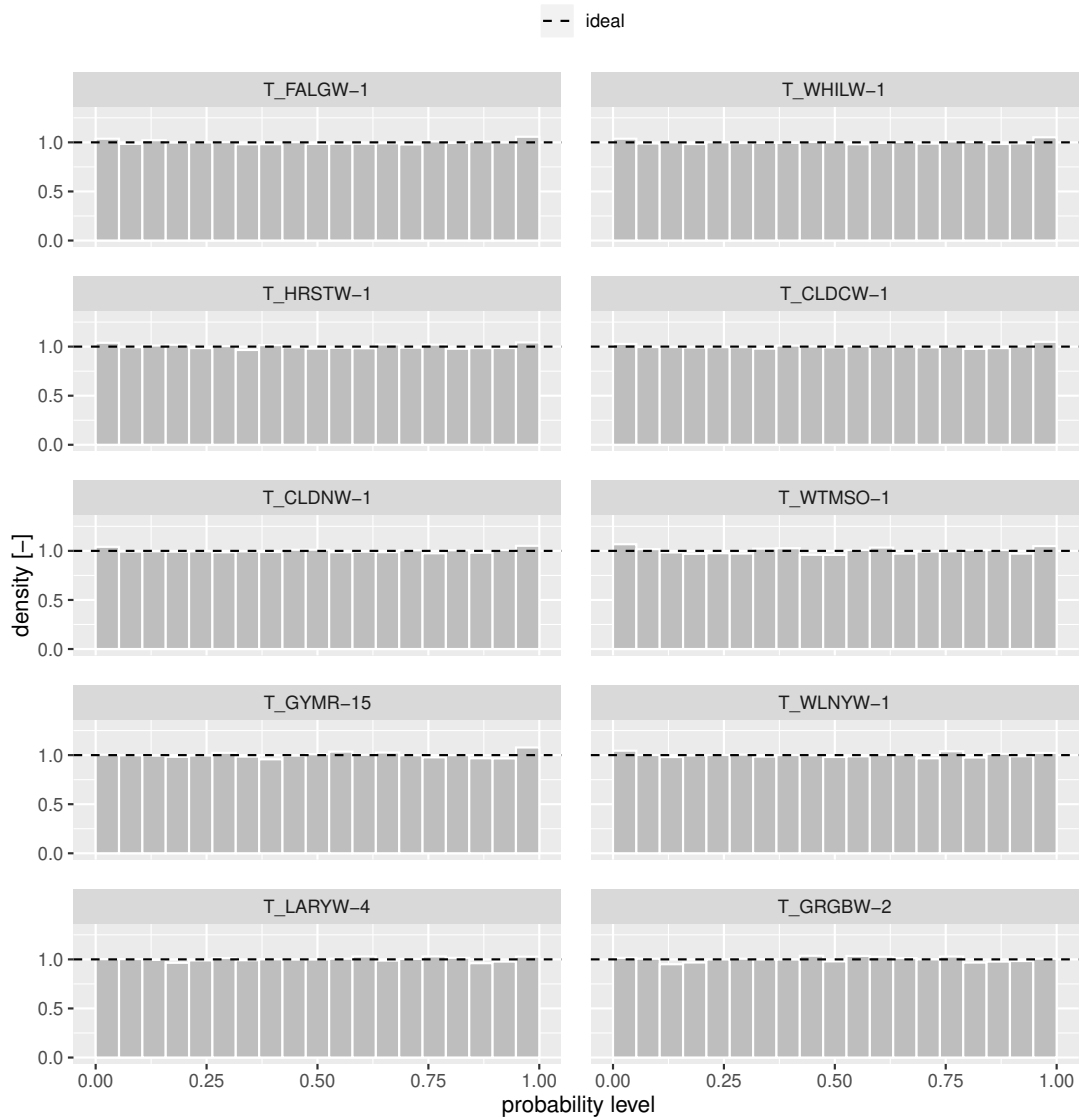 ideal
T_FALGW−1 T_WHILW−1
1.0
0.5
0.0
T_HRSTW−1 T_CLDCW−1
1.0
0.5
0.0
T_CLDNW−1 T_WTMSO−1
1.0
0.5
0.0
density [−]
T_GYMR−15 T_WLNYW−1
1.0
0.5
0.0
T_LARYW−4 T_GRGBW−2
1.0
0.5
0.0
0.00 0.25 0.50 0.75 1.00 0.00 0.25 0.50 0.75 1.00
probability level